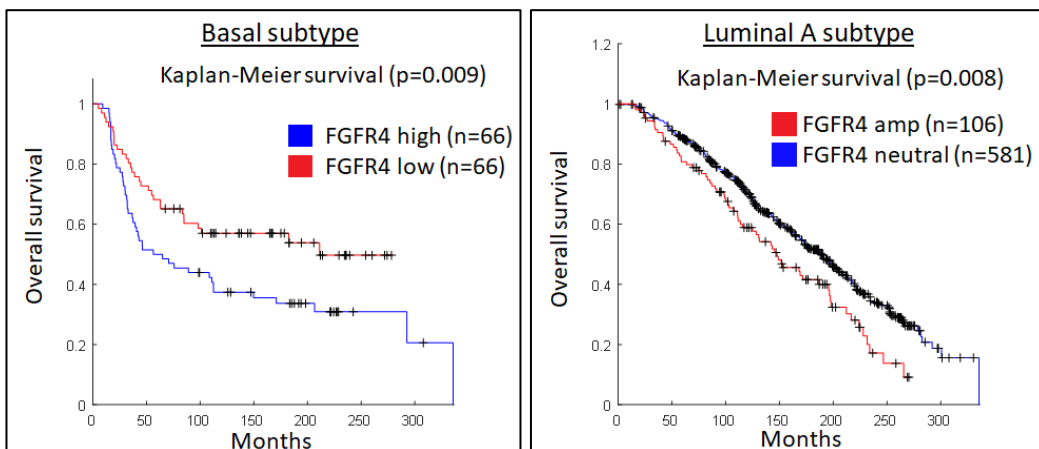 Basal subtype
Kaplan-Meier survival (p=0.009)
FGFR4 high (n=66)
FGFR4 low (n=66)
Overall survival
1
0.8
0.6
0.4
0.2
0
0 50 100 150 200 250 300
Months
Luminal A subtype
Kaplan-Meier survival (p=0.008)
FGFR4 amp (n=106)
FGFR4 neutral (n=581)
Overall survival
1.2
1
0.8
0.6
0.4
0.2
0
0 50 100 150 200 250 300
Months